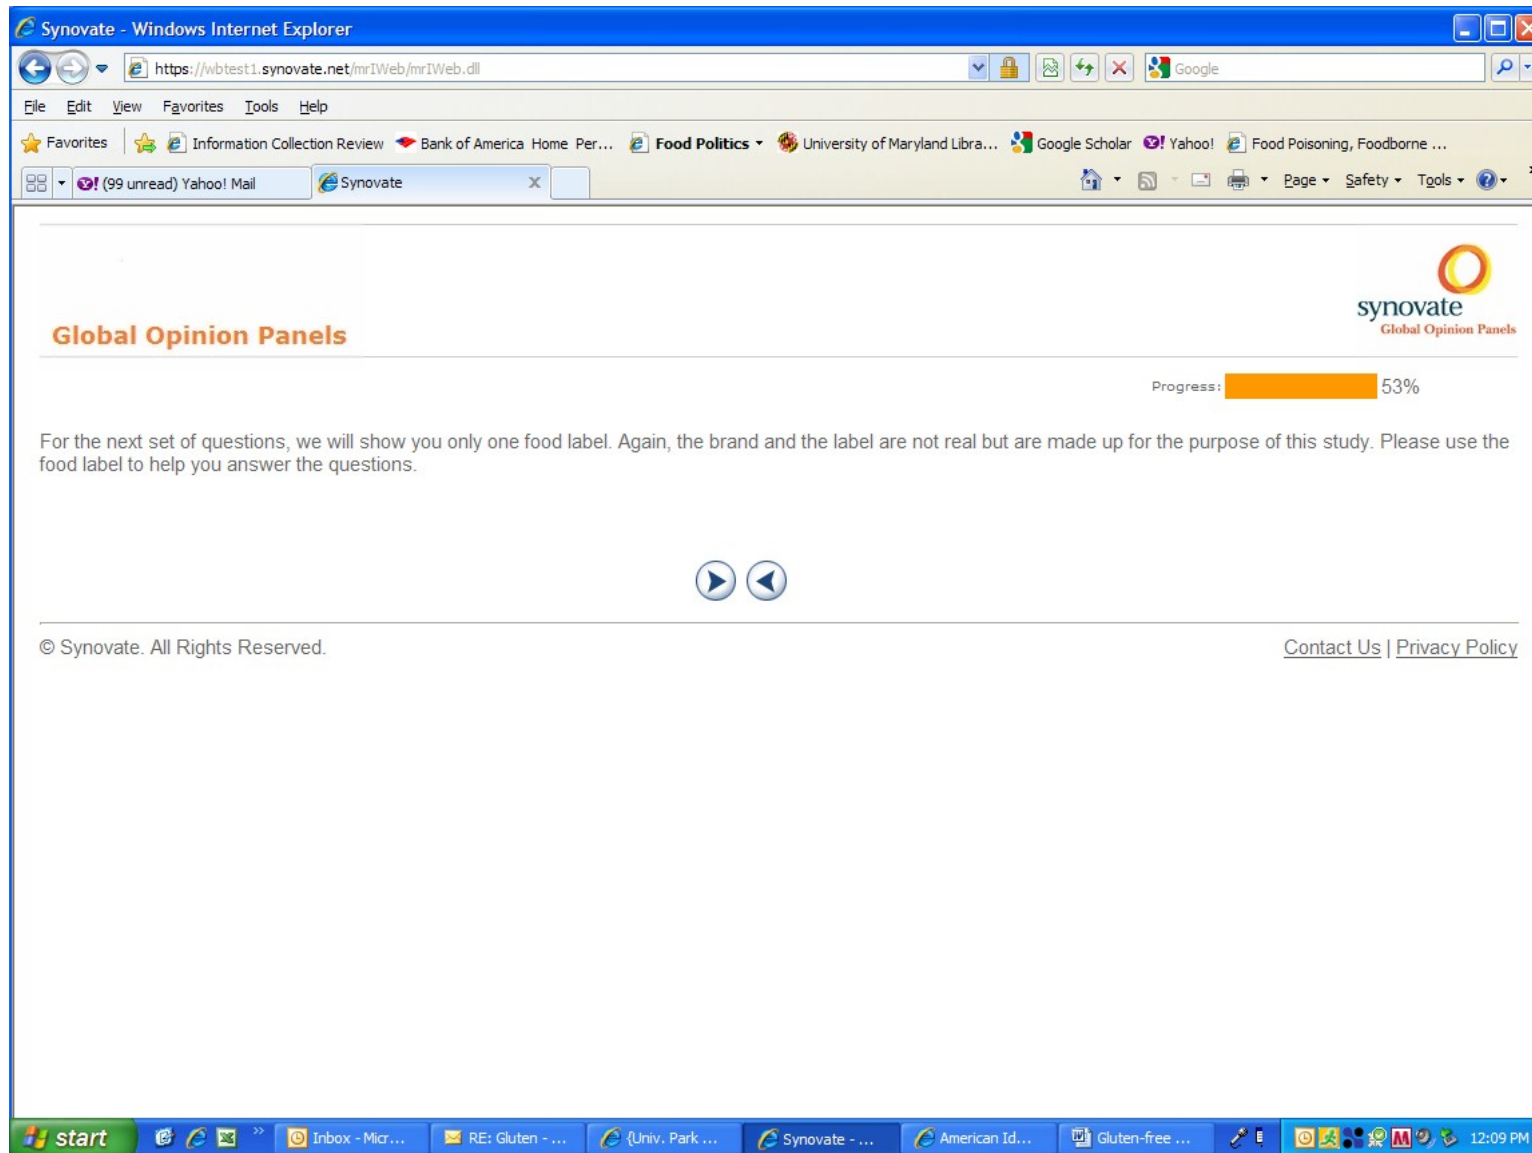 Synovate - Windows Internet Explorer
https://wbtest1.synovate.net/mrIWeb/mrIWeb.dll
Google
File Edit View Favorites Tools Help
Favorites Information Collection Review Bank of America Home Per... Food Politics University of Maryland Libra... Google Scholar Yahoo! Food Poisoning, Foodborne ...
(99 unread) Yahoo! Mail Synovate x Page Safety Tools
synovate
Global Opinion Panels
Global Opinion Panels
Progress: 53%
For the next set of questions, we will show you only one food label. Again, the brand and the label are not real but are made up for the purpose of this study. Please use the
food label to help you answer the questions.
© Synovate. All Rights Reserved. Contact Us | Privacy Policy
start Inbox - Micr... RE: Gluten - ... {Univ. Park ... Synovate - ... American Id... Gluten-free ... 12:09 PM